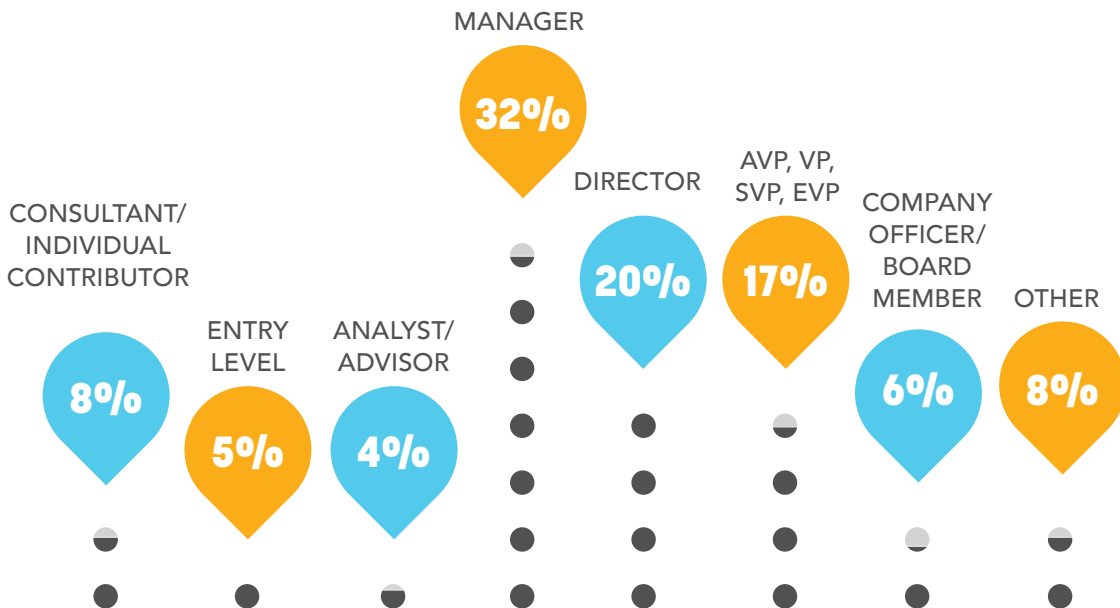 MANAGER
32%
DIRECTOR
20%
AVP, VP,
SVP, EVP
17%
CONSULTANT/
INDIVIDUAL
CONTRIBUTOR
8%
ENTRY
LEVEL
5%
ANALYST/
ADVISOR
4%
COMPANY
OFFICER/
BOARD
MEMBER
6%
OTHER
8%